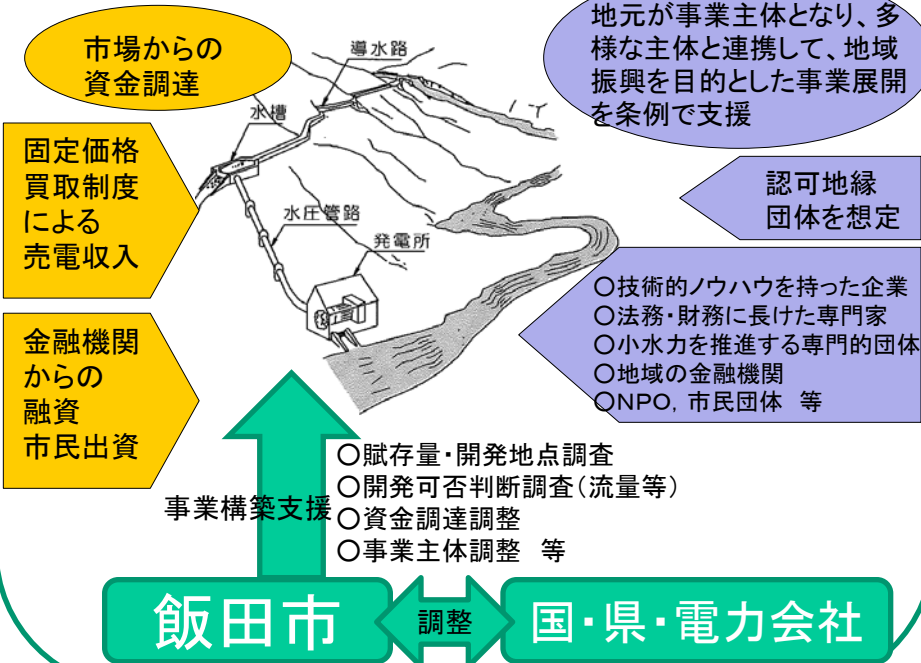 市場からの
資金調達
固定価格
買取制度
による
売電収入
金融機関
からの
融資
市民出資
導水路
水槽
水圧管路
発電所
地元が事業主体となり、多
様な主体と連携して、地域
振興を目的とした事業展開
を条例で支援
認可地縁
団体を想定
○技術的ノウハウを持った企業
○法務・財務に長けた専門家
○小水力を推進する専門的団体
○地域の金融機関
○NPO, 市民団体 等
事業構築支援
○賦存量・開発地点調査
○開発可否判断調査(流量等)
○資金調達調整
○事業主体調整 等
飯田市
調整
国・県・電力会社